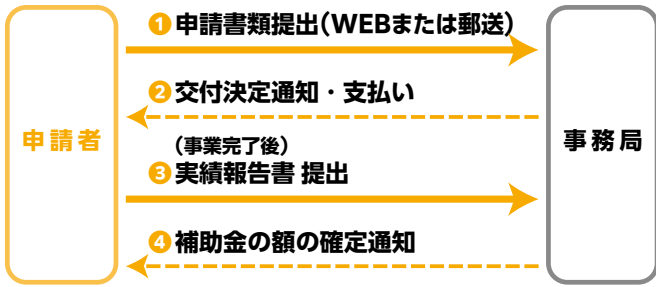 ❶申請書類提出(WEBまたは郵送)
❷交付決定通知・支払い
申請者
事務局
(事業完了後)
❸実績報告書 提出
❹補助金の額の確定通知